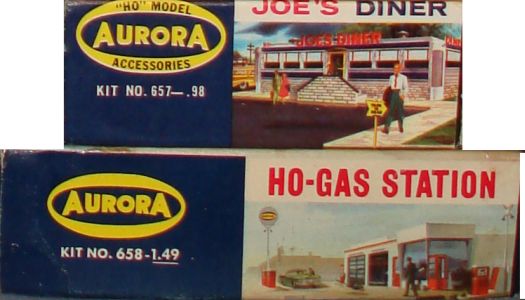 "HO" MODEL
AURORA
ACCESSORIES
KIT NO. 657—.98
JOE'S DINER
JOES DINER
AURORA
KIT NO. 658-1.49
HO-GAS STATION